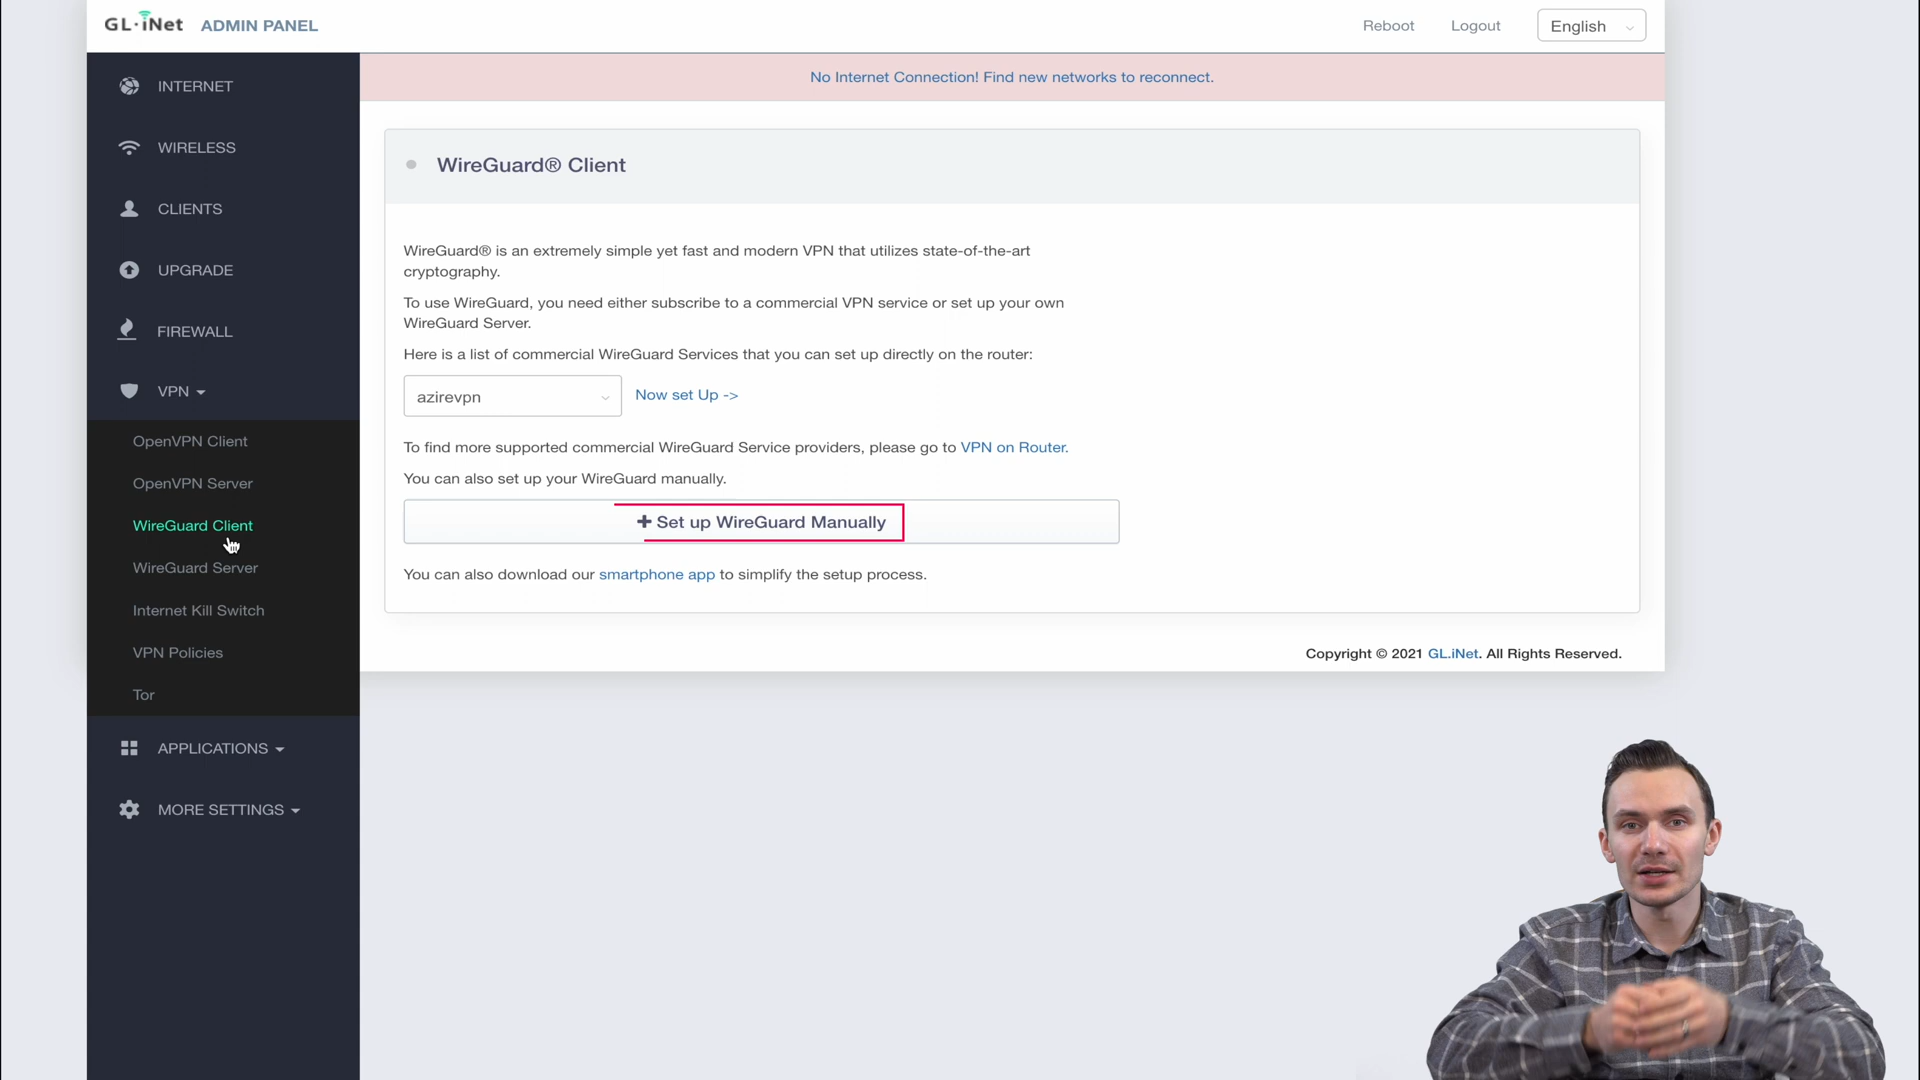 GL·iNet ADMIN PANEL
Reboot
Logout
English
INTERNET
WIRELESS
CLIENTS
UPGRADE
FIREWALL
VPN
OpenVPN Client
OpenVPN Server
WireGuard Client
WireGuard Server
Internet Kill Switch
VPN Policies
Tor
APPLICATIONS
MORE SETTINGS
No Internet Connection! Find new networks to reconnect.
WireGuard® Client
WireGuard® is an extremely simple yet fast and modern VPN that utilizes state-of-the-art
cryptography.
To use WireGuard, you need either subscribe to a commercial VPN service or set up your own
WireGuard Server.
Here is a list of commercial WireGuard Services that you can set up directly on the router:
azirevpn
Now set Up ->
To find more supported commercial WireGuard Service providers, please go to VPN on Router.
You can also set up your WireGuard manually.
+ Set up WireGuard Manually
You can also download our smartphone app to simplify the setup process.
Copyright © 2021 GL.iNet. All Rights Reserved.